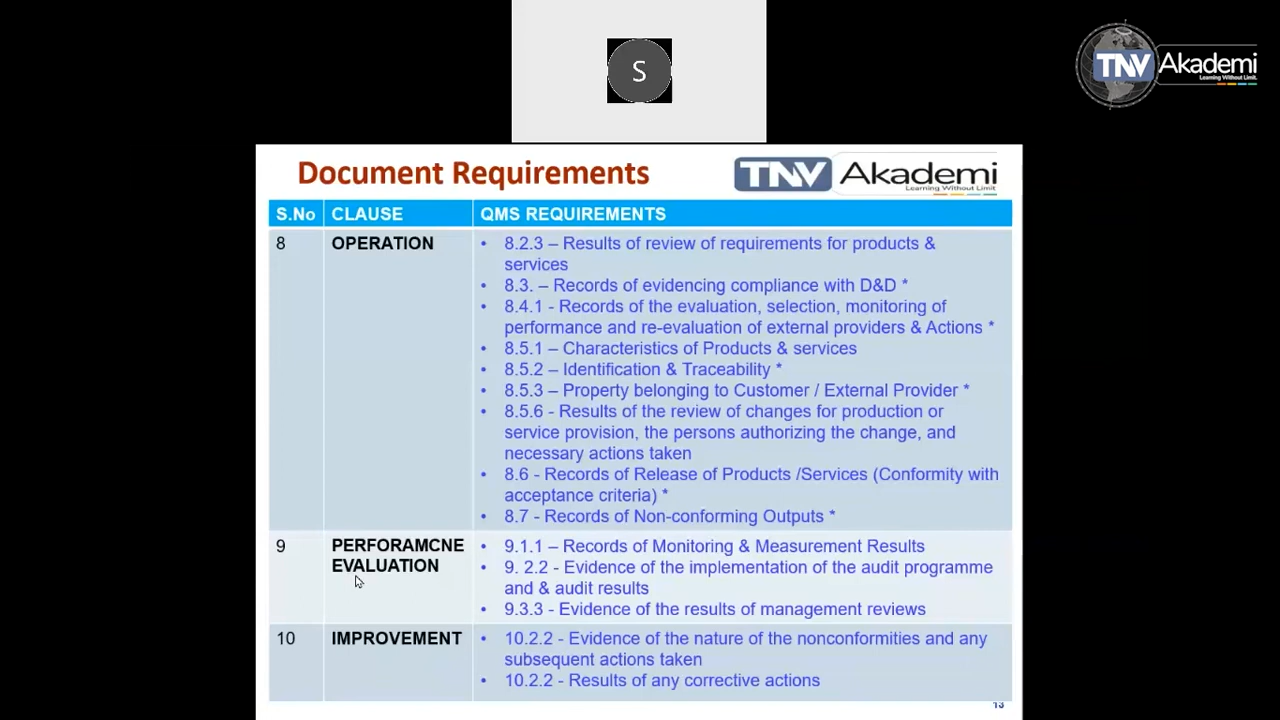 S
TNV Akademi
Learning Without Limit.
Document Requirements
TNV Akademi
Learning Without Limit
S.No CLAUSE QMS REQUIREMENTS
8 OPERATION
• 8.2.3 – Results of review of requirements for products &
services
• 8.3. – Records of evidencing compliance with D&D *
• 8.4.1 - Records of the evaluation, selection, monitoring of
performance and re-evaluation of external providers & Actions *
• 8.5.1 – Characteristics of Products & services
• 8.5.2 – Identification & Traceability *
• 8.5.3 – Property belonging to Customer / External Provider *
• 8.5.6 - Results of the review of changes for production or
service provision, the persons authorizing the change, and
necessary actions taken
• 8.6 - Records of Release of Products /Services (Conformity with
acceptance criteria) *
• 8.7 - Records of Non-conforming Outputs *
9 PERFORAMCNE
EVALUATION
• 9.1.1 – Records of Monitoring & Measurement Results
• 9. 2.2 - Evidence of the implementation of the audit programme
and & audit results
• 9.3.3 - Evidence of the results of management reviews
10 IMPROVEMENT
• 10.2.2 - Evidence of the nature of the nonconformities and any
subsequent actions taken
• 10.2.2 - Results of any corrective actions
13